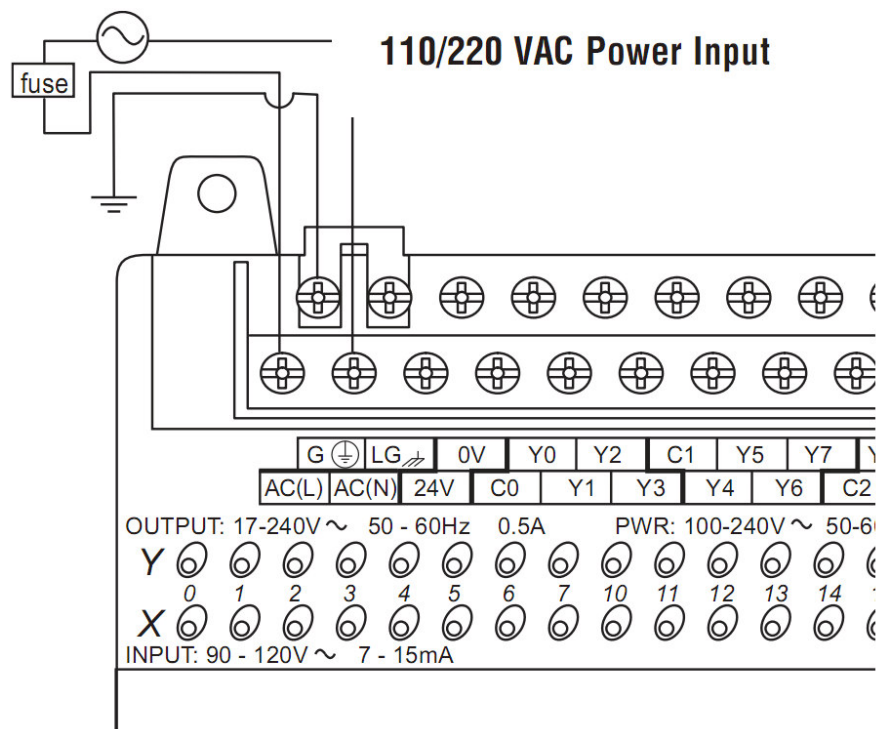 110/220 VAC Power Input
fuse
G LG 0V Y0 Y2 C1 Y5 Y7
AC(L) AC(N) 24V C0 Y1 Y3 Y4 Y6 C2
OUTPUT: 17-240V ~ 50 - 60Hz 0.5A PWR: 100-240V ~ 50-6
Y
0 1 2 3 4 5 6 7 10 11 12 13 14
X
INPUT: 90 - 120V ~ 7 - 15mA